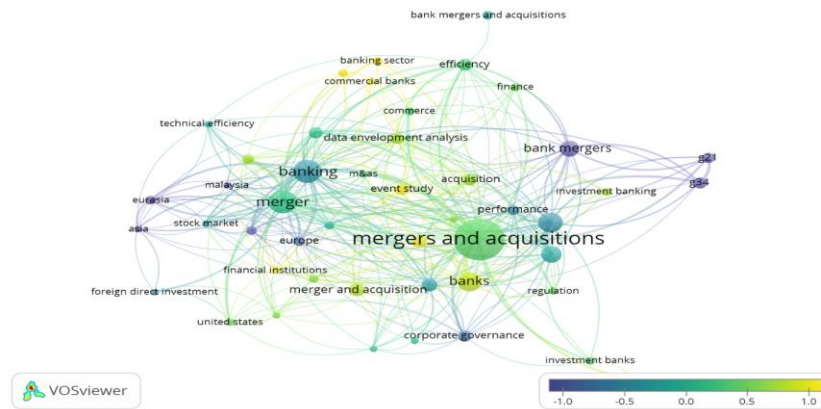 bank mergers and acquisitions
banking sector
efficiency
commercial banks
finance
commerce
technical efficiency
data envelopment analysis
bank mergers
g21
banking
m&as
acquisition
g34
malaysia
event study
investment banking
eurasia
merger
performance
stock market
asia
europe
mergers and acquisitions
financial institutions
banks
foreign direct investment
merger and acquisition
regulation
united states
corporate governance
investment banks
VOSviewer
-1.0 -0.5 0.0 0.5 1.0